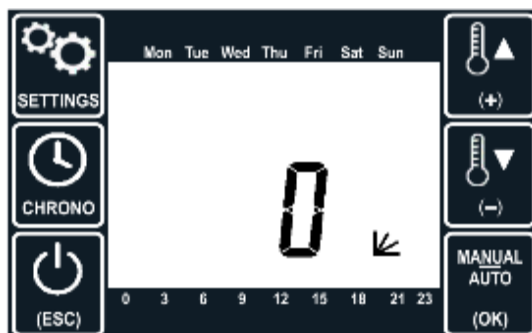 Mon Tue Wed Thu Fri Sat Sun
SETTINGS
(+)
CHRONO
0
(−)
MANUAL
AUTO
(ESC)
0 3 6 9 12 15 18 21 23
(OK)